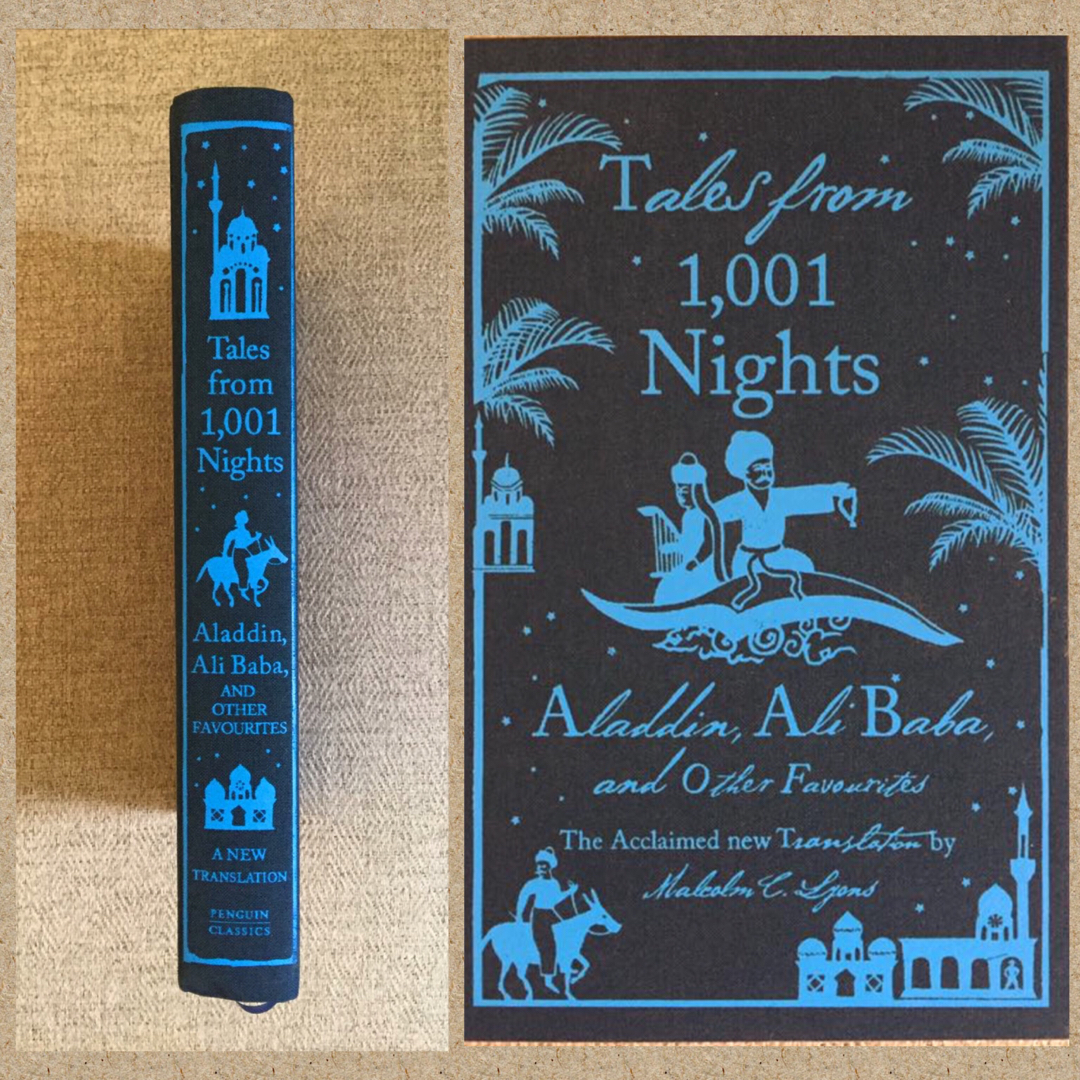 Tales
from
1,001
Nights
Aladdin,
Ali Baba,
AND
OTHER
FAVOURITES
A NEW
TRANSLATION
PENGUIN
CLASSICS
Tales from
1,001
Nights
Aladdin, Ali Baba,
and Other Favourites
The Acclaimed new Translation by
Malcolm C. Lyons